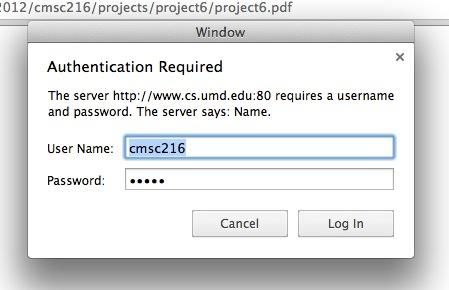 2012/cmsc216/projects/project6/project6.pdf
Window
Authentication Required
The server http://www.cs.umd.edu:80 requires a username
and password. The server says: Name.
User Name: cmsc216
Password: •••••
Cancel Log In